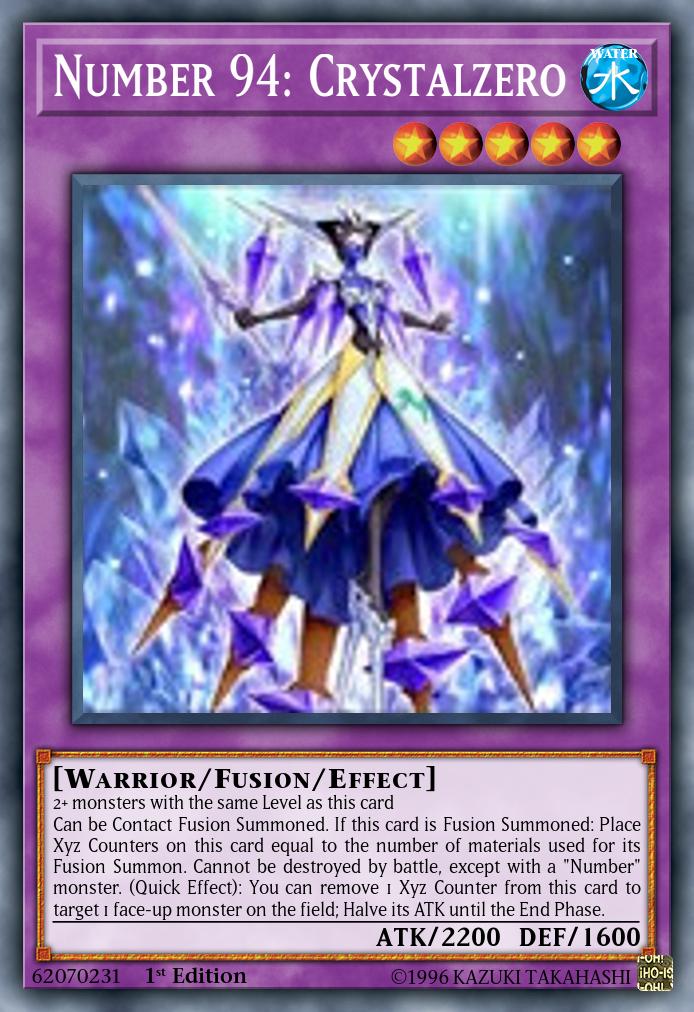 Number 94: Crystalzero
WATER
水
[Warrior/Fusion/Effect]
2+ monsters with the same Level as this card
Can be Contact Fusion Summoned. If this card is Fusion Summoned: Place
Xyz Counters on this card equal to the number of materials used for its
Fusion Summon. Cannot be destroyed by battle, except with a "Number"
monster. (Quick Effect): You can remove 1 Xyz Counter from this card to
target 1 face-up monster on the field; Halve its ATK until the End Phase.
ATK/2200 DEF/1600
62070231 1st Edition ©1996 KAZUKI TAKAHASHI